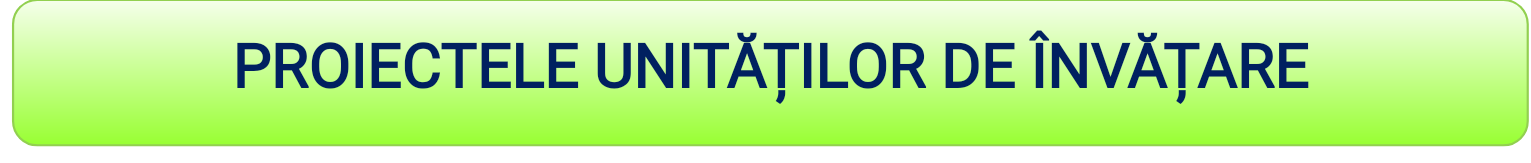 PROIECTELE UNITĂȚILOR DE ÎNVĂȚARE